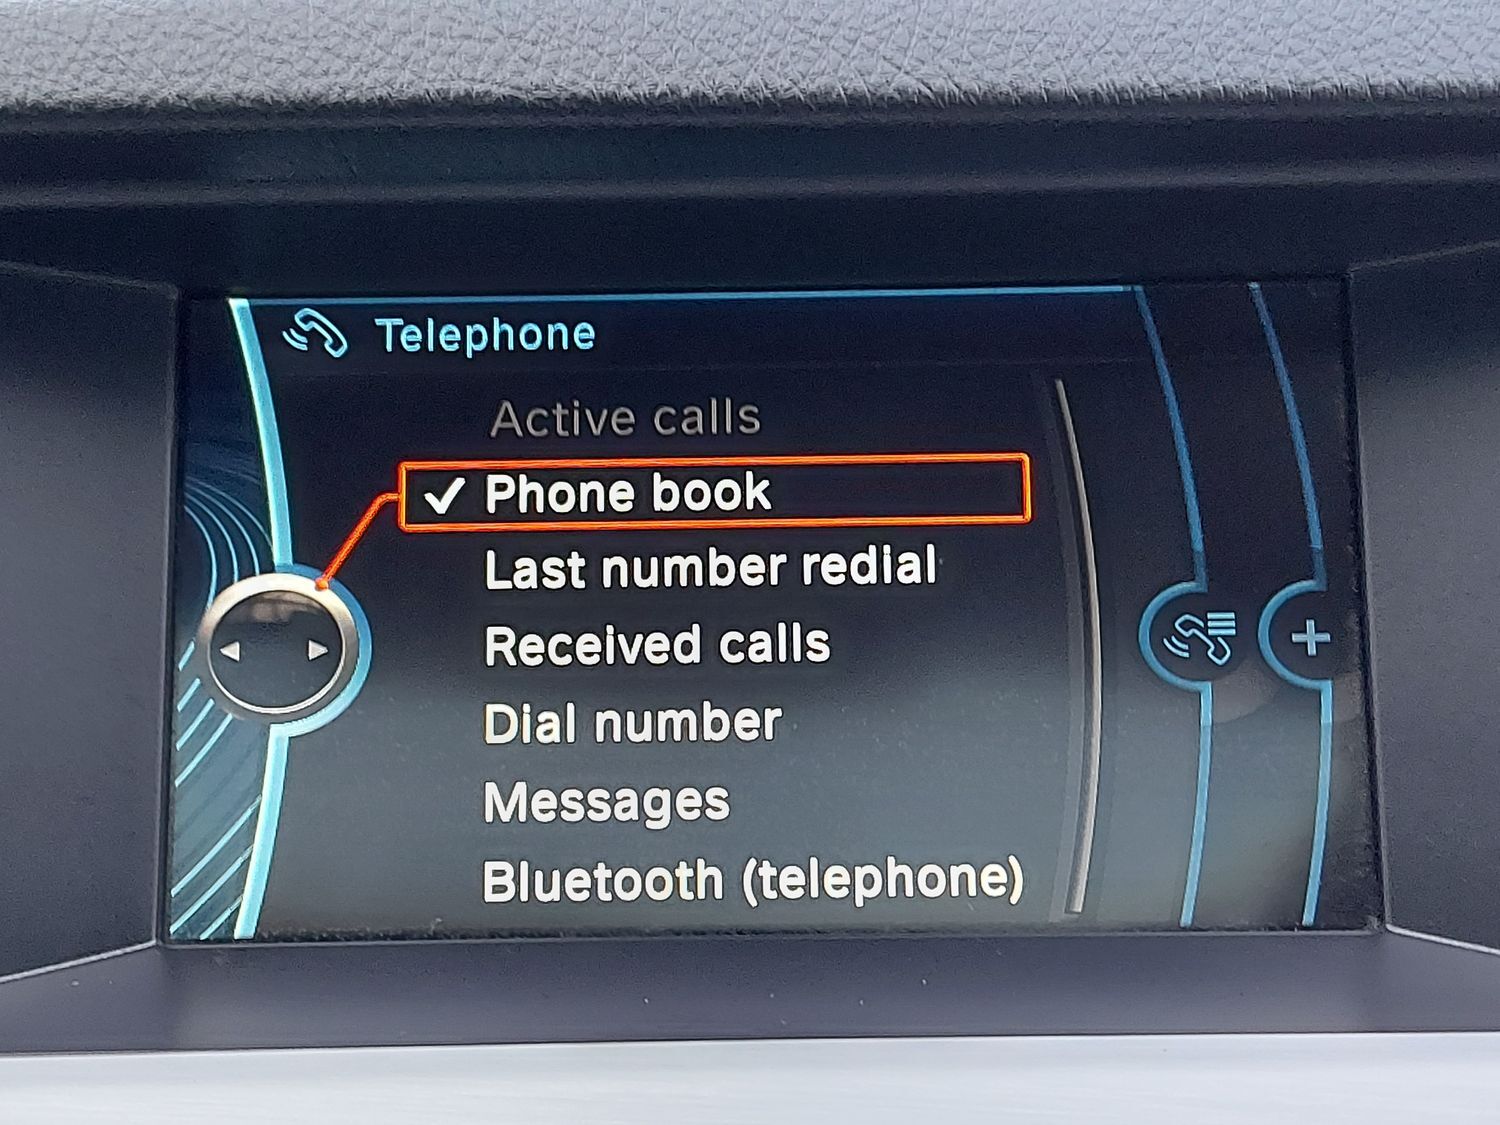 Telephone
Active calls
Phone book
Last number redial
Received calls
Dial number
Messages
Bluetooth (telephone)